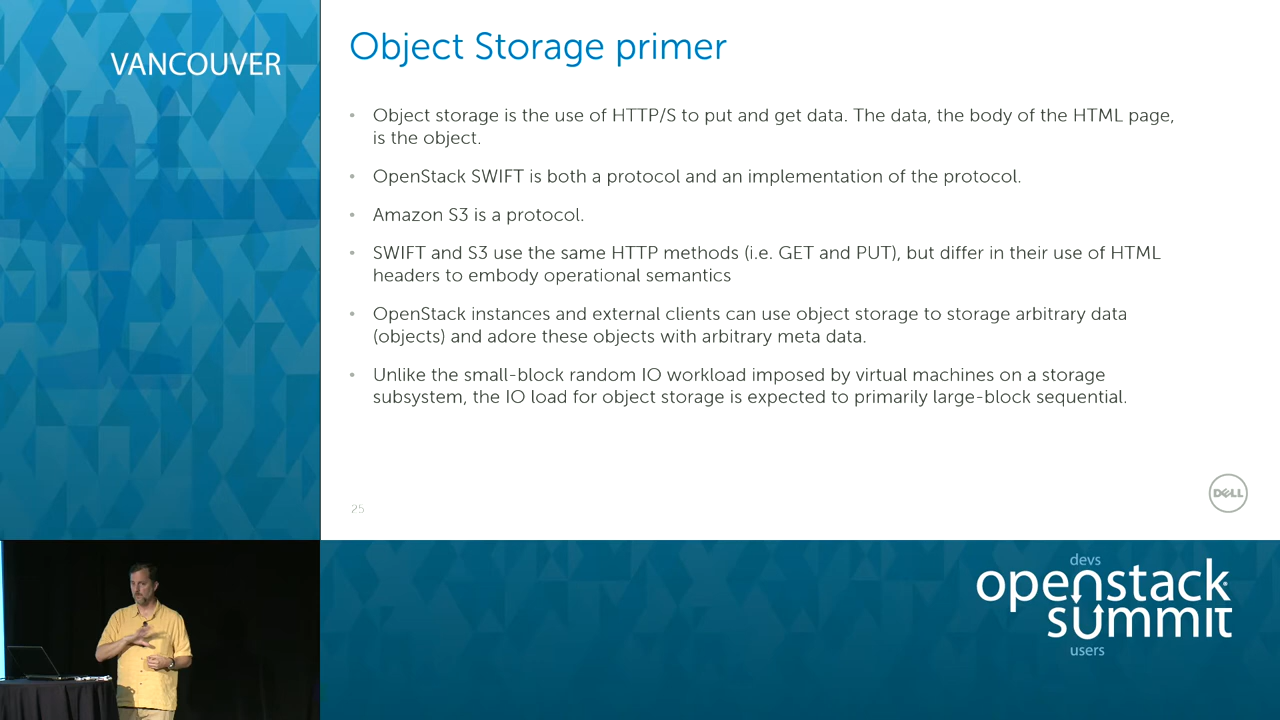 VANCOUVER
Object Storage primer
• Object storage is the use of HTTP/S to put and get data. The data, the body of the HTML page,
is the object.
• OpenStack SWIFT is both a protocol and an implementation of the protocol.
• Amazon S3 is a protocol.
• SWIFT and S3 use the same HTTP methods (i.e. GET and PUT), but differ in their use of HTML
headers to embody operational semantics
• OpenStack instances and external clients can use object storage to storage arbitrary data
(objects) and adore these objects with arbitrary meta data.
• Unlike the small-block random IO workload imposed by virtual machines on a storage
subsystem, the IO load for object storage is expected to primarily large-block sequential.
25
DELL
devs
openstack
summit
users